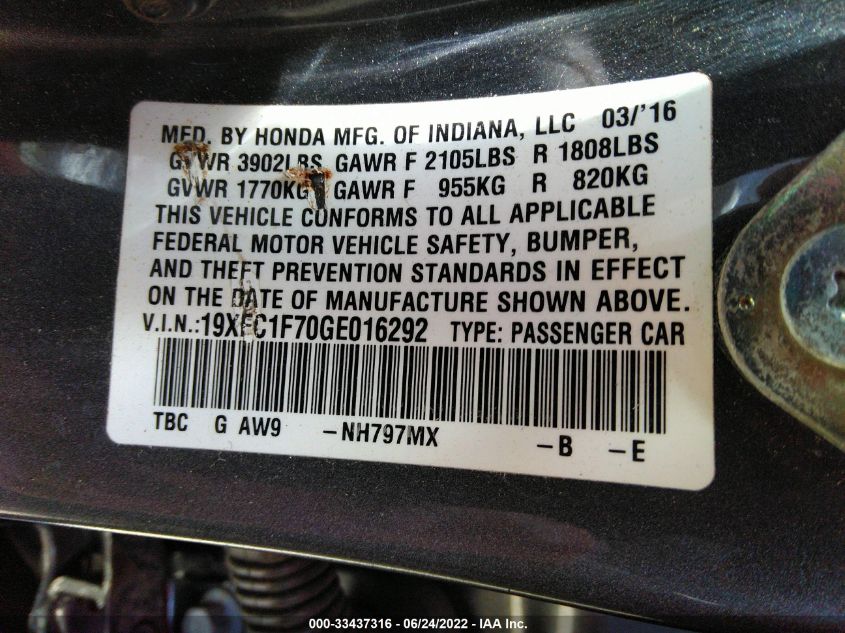 MFD. BY HONDA MFG. OF INDIANA, LLC 03/'16
GVWR 3902LBS GAWR F 2105LBS R 1808LBS
GVWR 1770KG GAWR F 955KG R 820KG
THIS VEHICLE CONFORMS TO ALL APPLICABLE
FEDERAL MOTOR VEHICLE SAFETY, BUMPER,
AND THEFT PREVENTION STANDARDS IN EFFECT
ON THE DATE OF MANUFACTURE SHOWN ABOVE.
V.I.N.:19XFC1F70GE016292 TYPE: PASSENGER CAR
TBC G AW9 -NH797MX -B -E
000-33437316 - 06/24/2022 - IAA Inc.